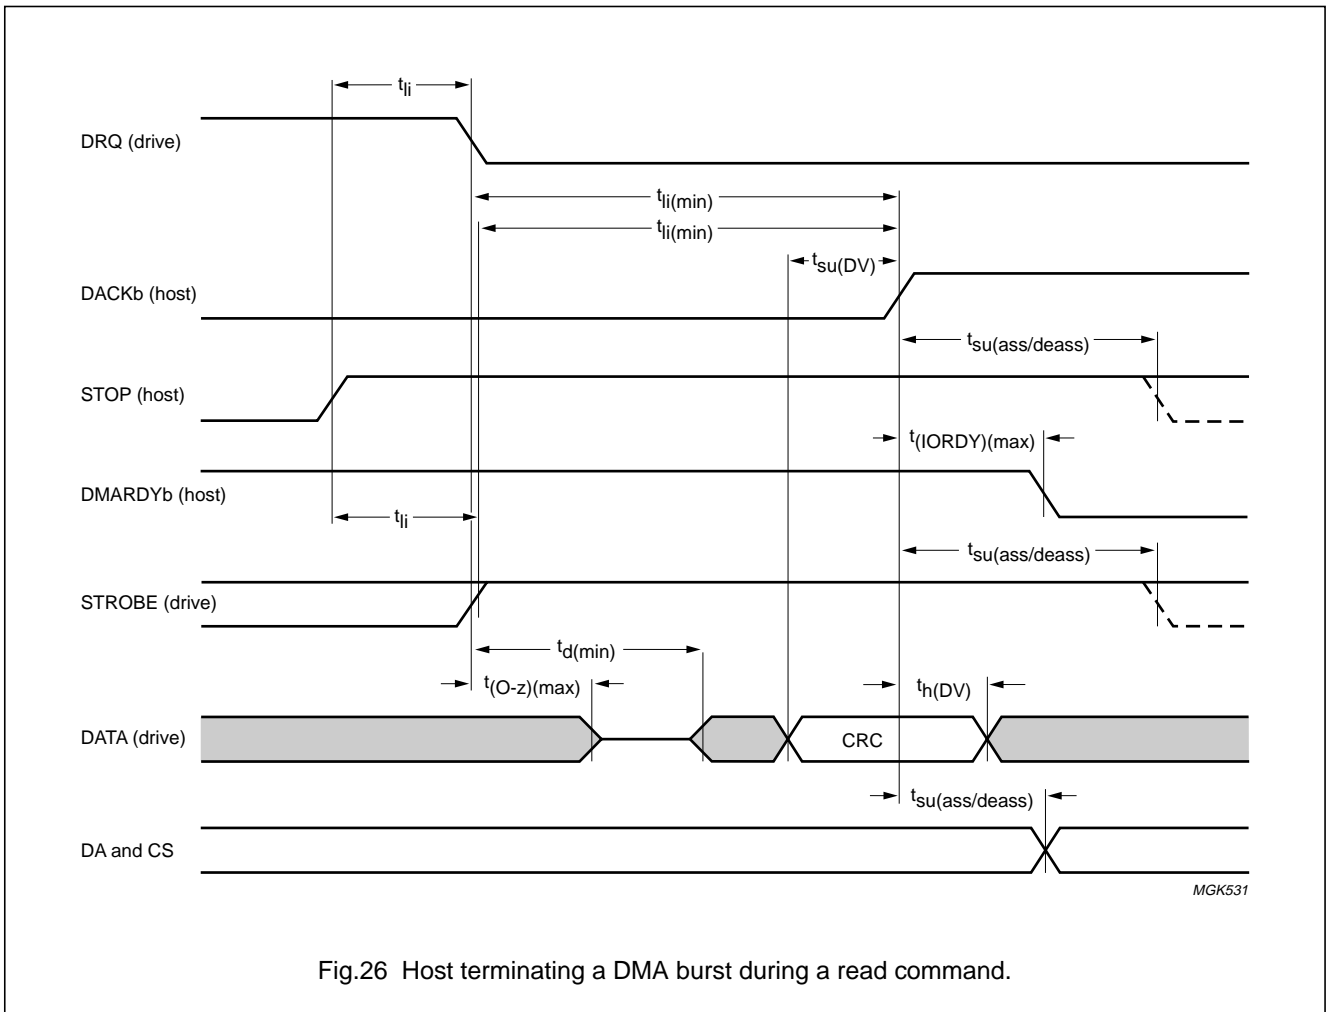 t_li
DRQ (drive)
t_li(min)
t_li(min)
t_su(DV)
DACKb (host)
t_su(ass/deass)
STOP (host)
t_(IORDY)(max)
DMARDYb (host)
t_li
t_su(ass/deass)
STROBE (drive)
t_d(min)
t_(O-z)(max)
t_h(DV)
DATA (drive)
CRC
t_su(ass/deass)
DA and CS
MGK531
Fig.26 Host terminating a DMA burst during a read command.